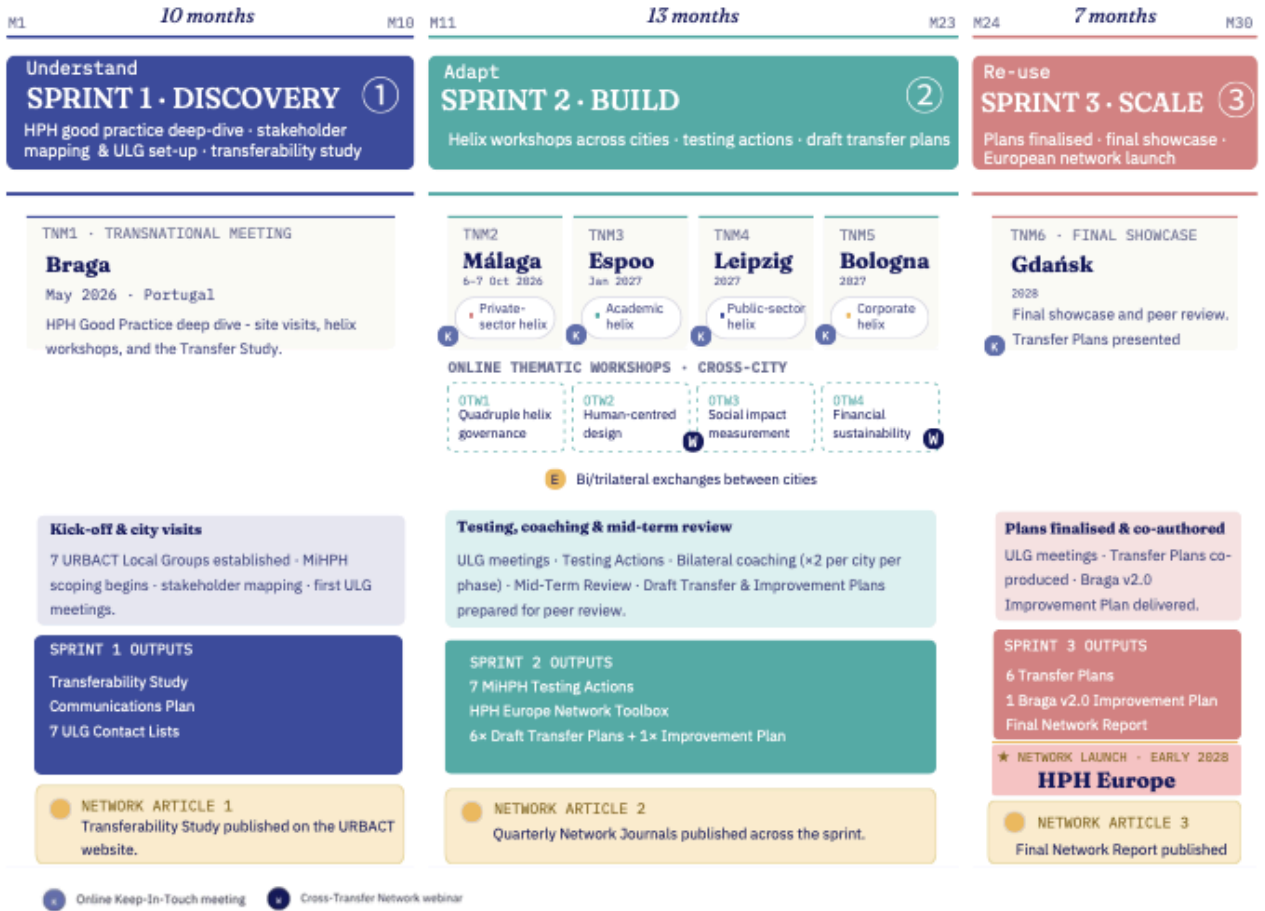 M1
10 months
M10
M11
13 months
M23
M24
7 months
M30
Understand
SPRINT 1 · DISCOVERY
1
HPH good practice deep-dive · stakeholder
mapping & ULG set-up · transferability study
Adapt
SPRINT 2 · BUILD
2
Helix workshops across cities · testing actions · draft transfer plans
Re-use
SPRINT 3 · SCALE
3
Plans finalised · final showcase ·
European network launch
TNM1 · TRANSNATIONAL MEETING
Braga
May 2026 · Portugal
HPH Good Practice deep dive - site visits, helix
workshops, and the Transfer Study.
TNM2
Málaga
6-7 Oct 2026
Private-
sector helix
K
TNM3
Espoo
Jan 2027
Academic
helix
K
TNM4
Leipzig
2027
Public-sector
helix
K
TNM5
Bologna
2027
Corporate
helix
K
ONLINE THEMATIC WORKSHOPS · CROSS-CITY
OTW1
Quadruple helix
governance
OTW2
Human-centred
design
W
OTW3
Social impact
measurement
OTW4
Financial
sustainability
W
E
Bi/trilateral exchanges between cities
TNM6 · FINAL SHOWCASE
Gdańsk
2028
Final showcase and peer review.
K
Transfer Plans presented
Kick-off & city visits
7 URBACT Local Groups established · MiHPH
scoping begins · stakeholder mapping · first ULG
meetings.
Testing, coaching & mid-term review
ULG meetings · Testing Actions · Bilateral coaching (×2 per city per
phase) · Mid-Term Review · Draft Transfer & Improvement Plans
prepared for peer review.
Plans finalised & co-authored
ULG meetings · Transfer Plans co-
produced · Braga v2.0
Improvement Plan delivered.
SPRINT 1 OUTPUTS
Transferability Study
Communications Plan
7 ULG Contact Lists
SPRINT 2 OUTPUTS
7 MiHPH Testing Actions
HPH Europe Network Toolbox
6× Draft Transfer Plans + 1× Improvement Plan
SPRINT 3 OUTPUTS
6 Transfer Plans
1 Braga v2.0 Improvement Plan
Final Network Report
★ NETWORK LAUNCH · EARLY 2028
HPH Europe
NETWORK ARTICLE 1
Transferability Study published on the URBACT
website.
NETWORK ARTICLE 2
Quarterly Network Journals published across the sprint.
NETWORK ARTICLE 3
Final Network Report published
K
Online Keep-In-Touch meeting
W
Cross-Transfer Network webinar